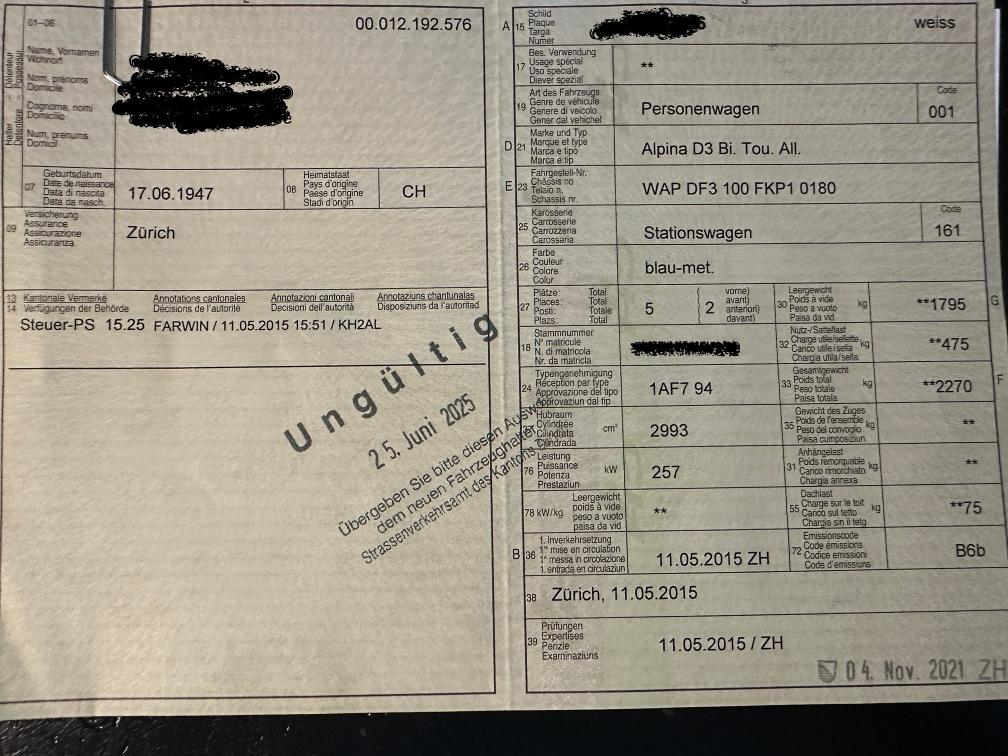 01-06
00.012.192.576
Halter Détenteur
Detentore Possessur
Name, Vornamen
Wohnort
Nom, prénoms
Domicile
Cognome, nomi
Domicilio
Num, prenums
Domicil
07
Geburtsdatum
Date de naissance
Data di nascita
Data da nasch.
17.06.1947
08
Heimatstaat
Pays d'origine
Paese d'origine
Stadi d'origin
CH
09
Versicherung
Assurance
Assicurazione
Assicuranza
Zürich
13 Kantonale Vermerke Annotations cantonales Annotazioni cantonali Annotaziuns chantunalas
14 Verfügungen der Behörde Décisions de l'autorité Decisioni dell'autorità Disposiziuns da l'autoritad
Steuer-PS 15.25 FARWIN / 11.05.2015 15:51 / KH2AL
Ungültig
25. Juni 2025
Übergeben Sie bitte diesen Ausweis
dem neuen Fahrzeughalter
Strassenverkehrsamt des Kantons
A 15
Schild
Plaque
Targa
Numer
weiss
17
Bes. Verwendung
Usage spécial
Uso speciale
Diever spezial
**
19
Art des Fahrzeugs
Genre de véhicule
Genere di veicolo
Gener dal vehichel
Personenwagen
Code
001
D 21
Marke und Typ
Marque et type
Marca e tipo
Marca e tip
Alpina D3 Bi. Tou. All.
E 23
Fahrgestell-Nr.
Châssis no
Telaio n.
Schassis nr.
WAP DF3 100 FKP1 0180
25
Karosserie
Carrosserie
Carrozzeria
Carossaria
Stationswagen
Code
161
26
Farbe
Couleur
Colore
Colur
blau-met.
27
Plätze: Total
Places: Total
Posti: Totale
Plazs: Total
5
( 2
vorne)
avant)
anteriori)
davant)
30
Leergewicht
Poids à vide
Peso a vuoto
Paisa da vid
kg
**1795
G
18
Stammnummer
N° matricule
N. di matricola
Nr. da matricla
32
Nutz-/Sattellast
Charge utile/sellette
Carico utile/sella
Chargia utila/sella
kg
**475
24
Typengenehmigung
Réception par type
Approvazione del tipo
Approvaziun dal tip
1AF7 94
33
Gesamtgewicht
Poids total
Peso totale
Paisa totala
kg
**2270
F
Hubraum
Cylindrée
Cilindrata
Cilindrada
cm³
2993
35
Gewicht des Zuges
Poids de l'ensemble
Peso del convoglio
Paisa cumposiziun
kg
**
76
Leistung
Puissance
Potenza
Prestaziun
kW
257
31
Anhängelast
Poids remorquable
Carico rimorchiato
Chargia annexa
kg
**
78 kW/kg
Leergewicht
poids à vide
peso a vuoto
paisa da vid
**
55
Dachlast
Charge sur le toit
Carico sul tetto
Chargia sin il tetg
kg
**75
B 36
1. Inverkehrsetzung
1re mise en circulation
1a messa in circolazione
1. entrada en circulaziun
11.05.2015 ZH
72
Emissionscode
Code émissions
Codice emissioni
Code d'emissiuns
B6b
38
Zürich, 11.05.2015
39
Prüfungen
Expertises
Perizie
Examinaziuns
11.05.2015 / ZH
04. Nov. 2021 ZH